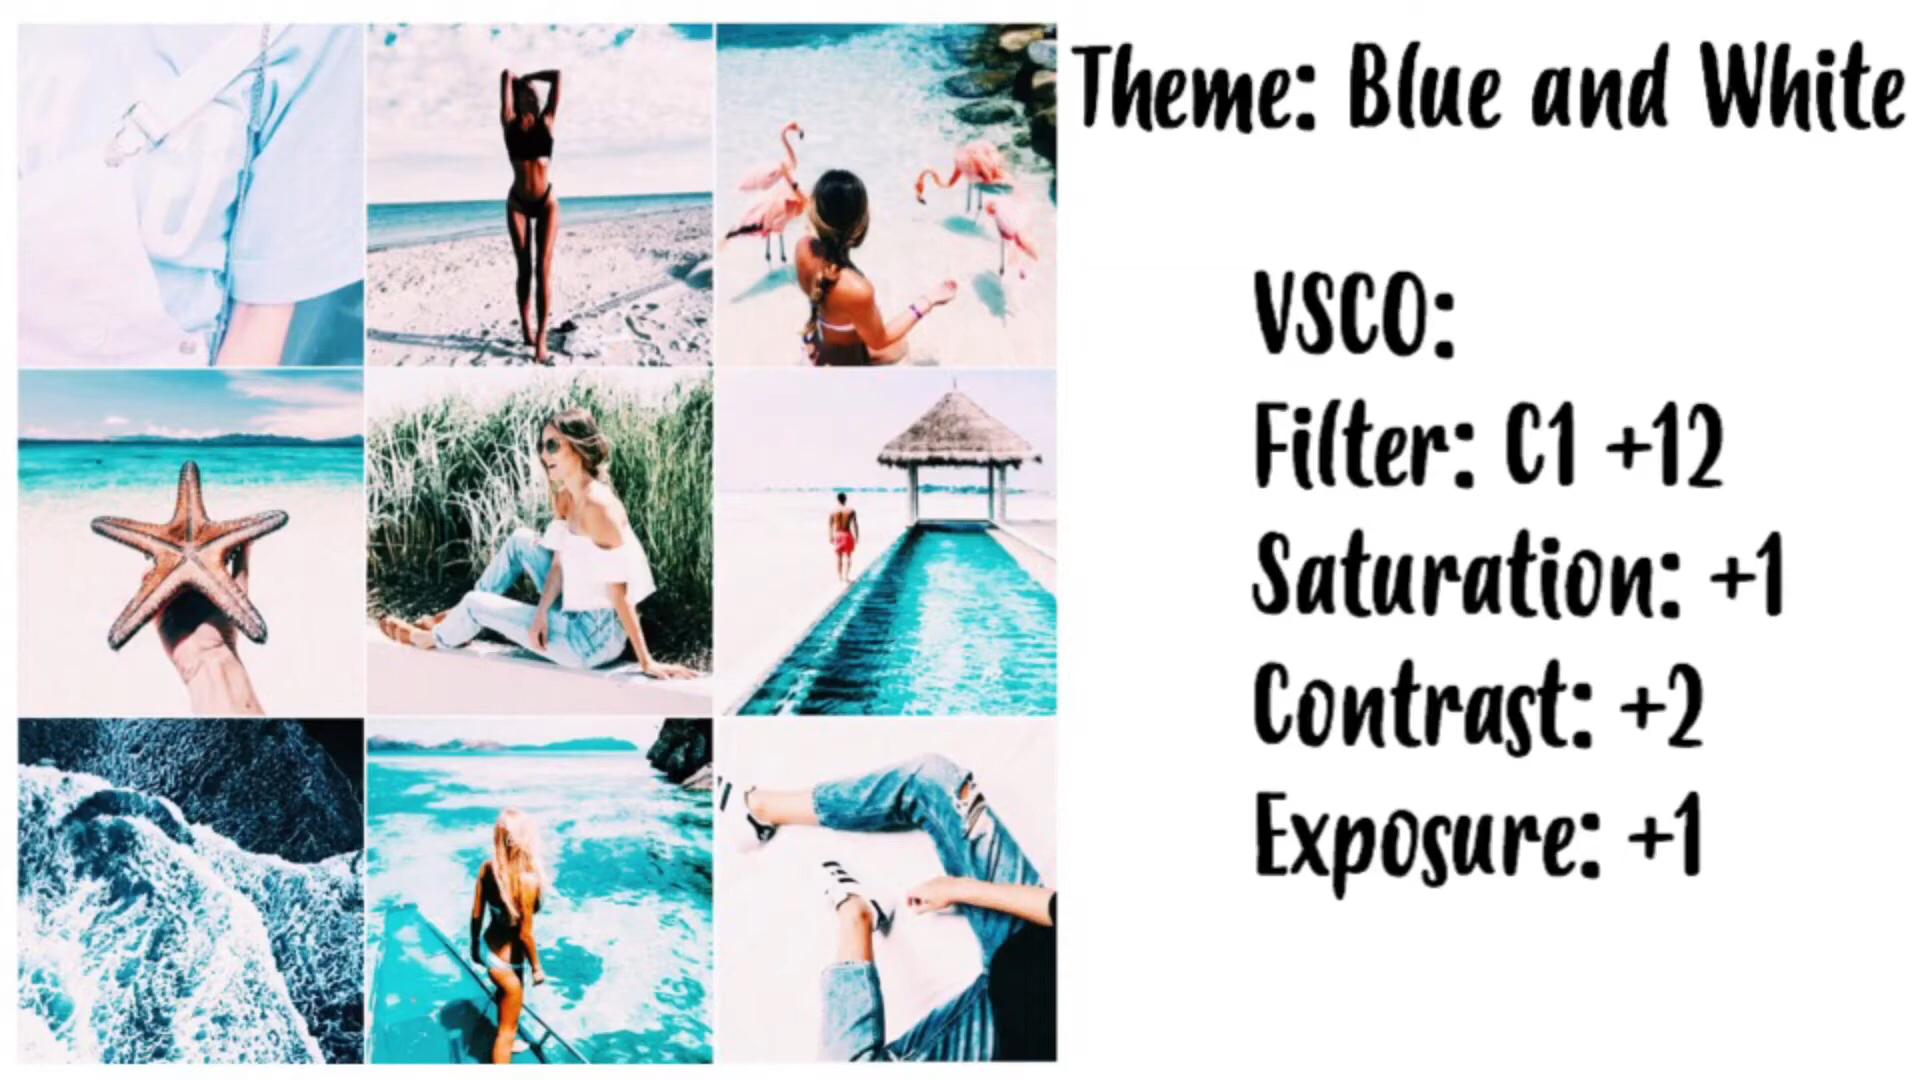 Theme: Blue and White
VSCO:
Filter: C1 +12
Saturation: +1
Contrast: +2
Exposure: +1